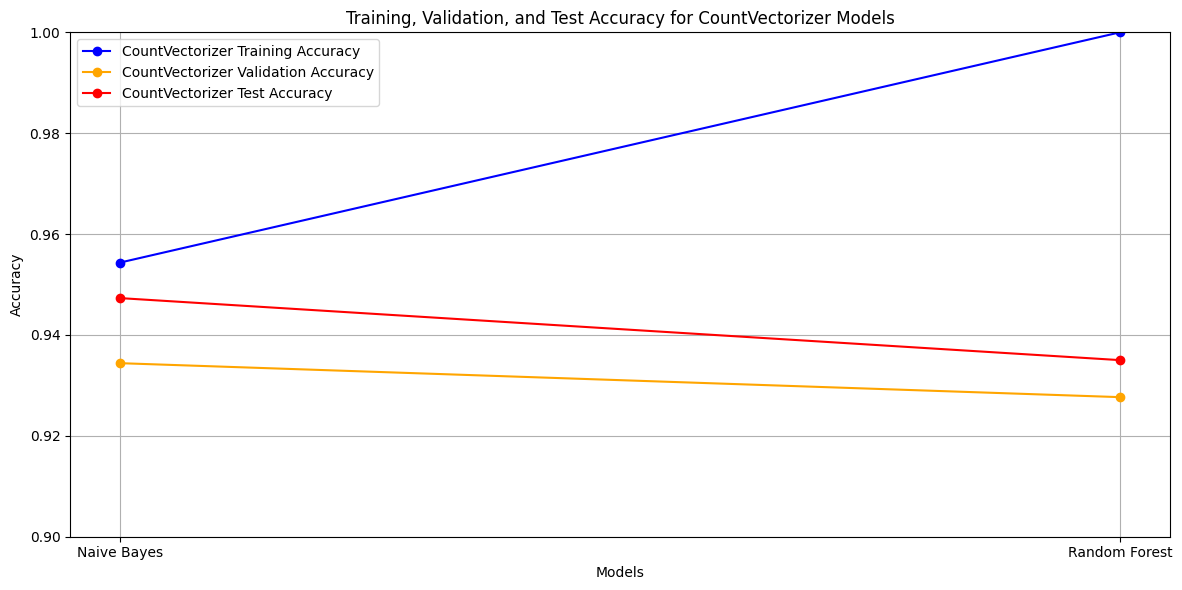 Training, Validation, and Test Accuracy for CountVectorizer Models
1.00
CountVectorizer Training Accuracy
CountVectorizer Validation Accuracy
CountVectorizer Test Accuracy
0.98
0.96
0.94
0.92
0.90
Accuracy
Naive Bayes
Random Forest
Models